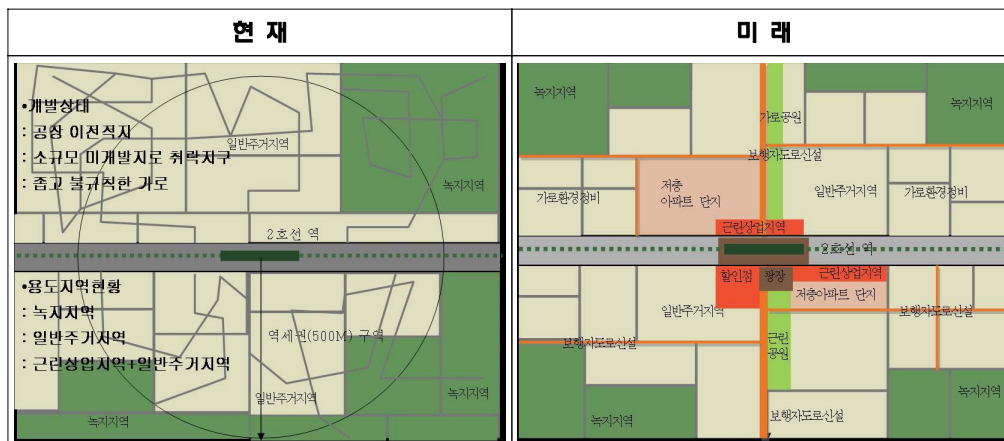 현 재
미 래
•개발상태
: 공장 이전적지
: 소규모 미개발지로 취락지구
: 좁고 불규칙한 가로
일반주거지역
녹지지역
2호선 역
•용도지역현황
: 녹지지역
: 일반주거지역
: 근린상업지역+일반주거지역
역세권(500M) 구역
일반주거지역
녹지지역
녹지지역
녹지지역
녹지지역
가로공원
보행자도로신설
가로환경정비
저층
아파트 단지
일반주거지역
가로환경정비
근린상업지역
2호선 역
할인점
광장
근린상업지역
저층아파트 단지
일반주거지역
보행자도로신설
보행자도로신설
근린
공원
녹지지역
보행자도로신설
녹지지역